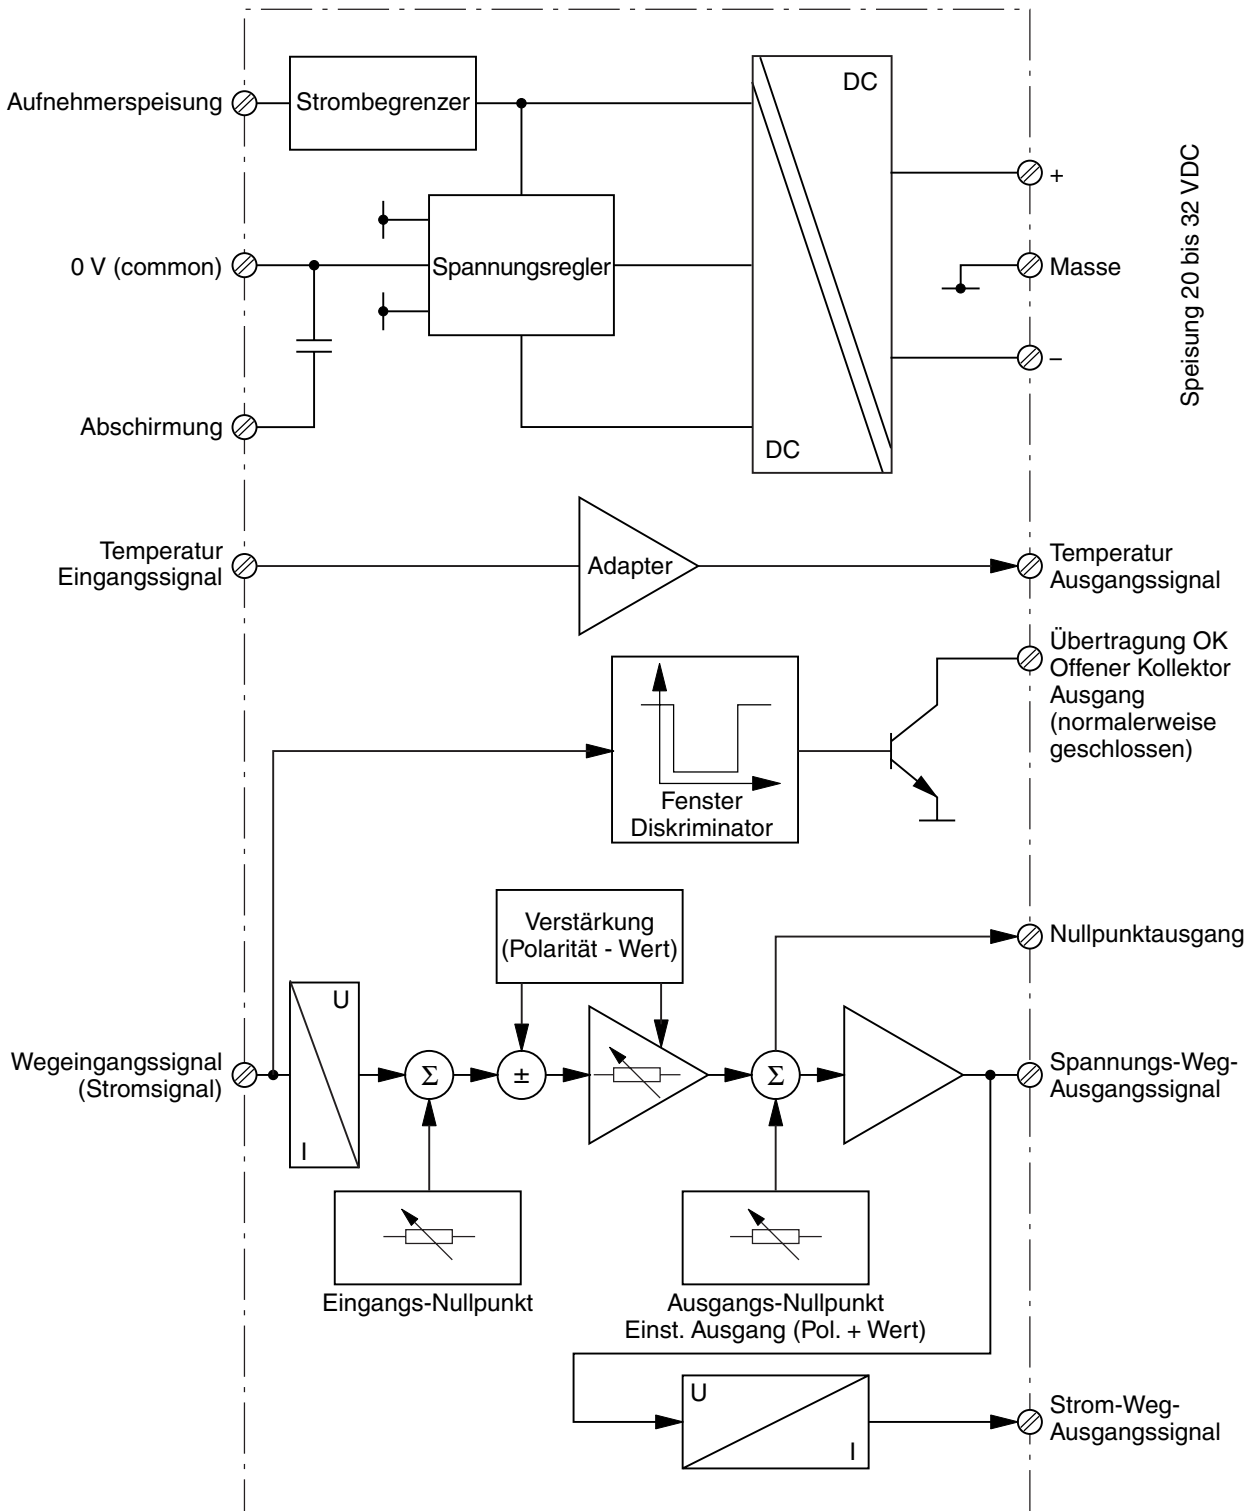 DC
Aufnehmerspeisung
Strombegrenzer
+
Speisung 20 bis 32 VDC
0 V (common)
Spannungsregler
Masse
–
Abschirmung
DC
Temperatur
Eingangssignal
Adapter
Temperatur
Ausgangssignal
Übertragung OK
Offener Kollektor
Ausgang
(normalerweise
geschlossen)
Fenster
Diskriminator
Verstärkung
(Polarität - Wert)
Nullpunktausgang
U
I
Wegeingangssignal
(Stromsignal)
Σ
±
Σ
Spannungs-Weg-
Ausgangssignal
Eingangs-Nullpunkt
Ausgangs-Nullpunkt
Einst. Ausgang (Pol. + Wert)
U
I
Strom-Weg-
Ausgangssignal